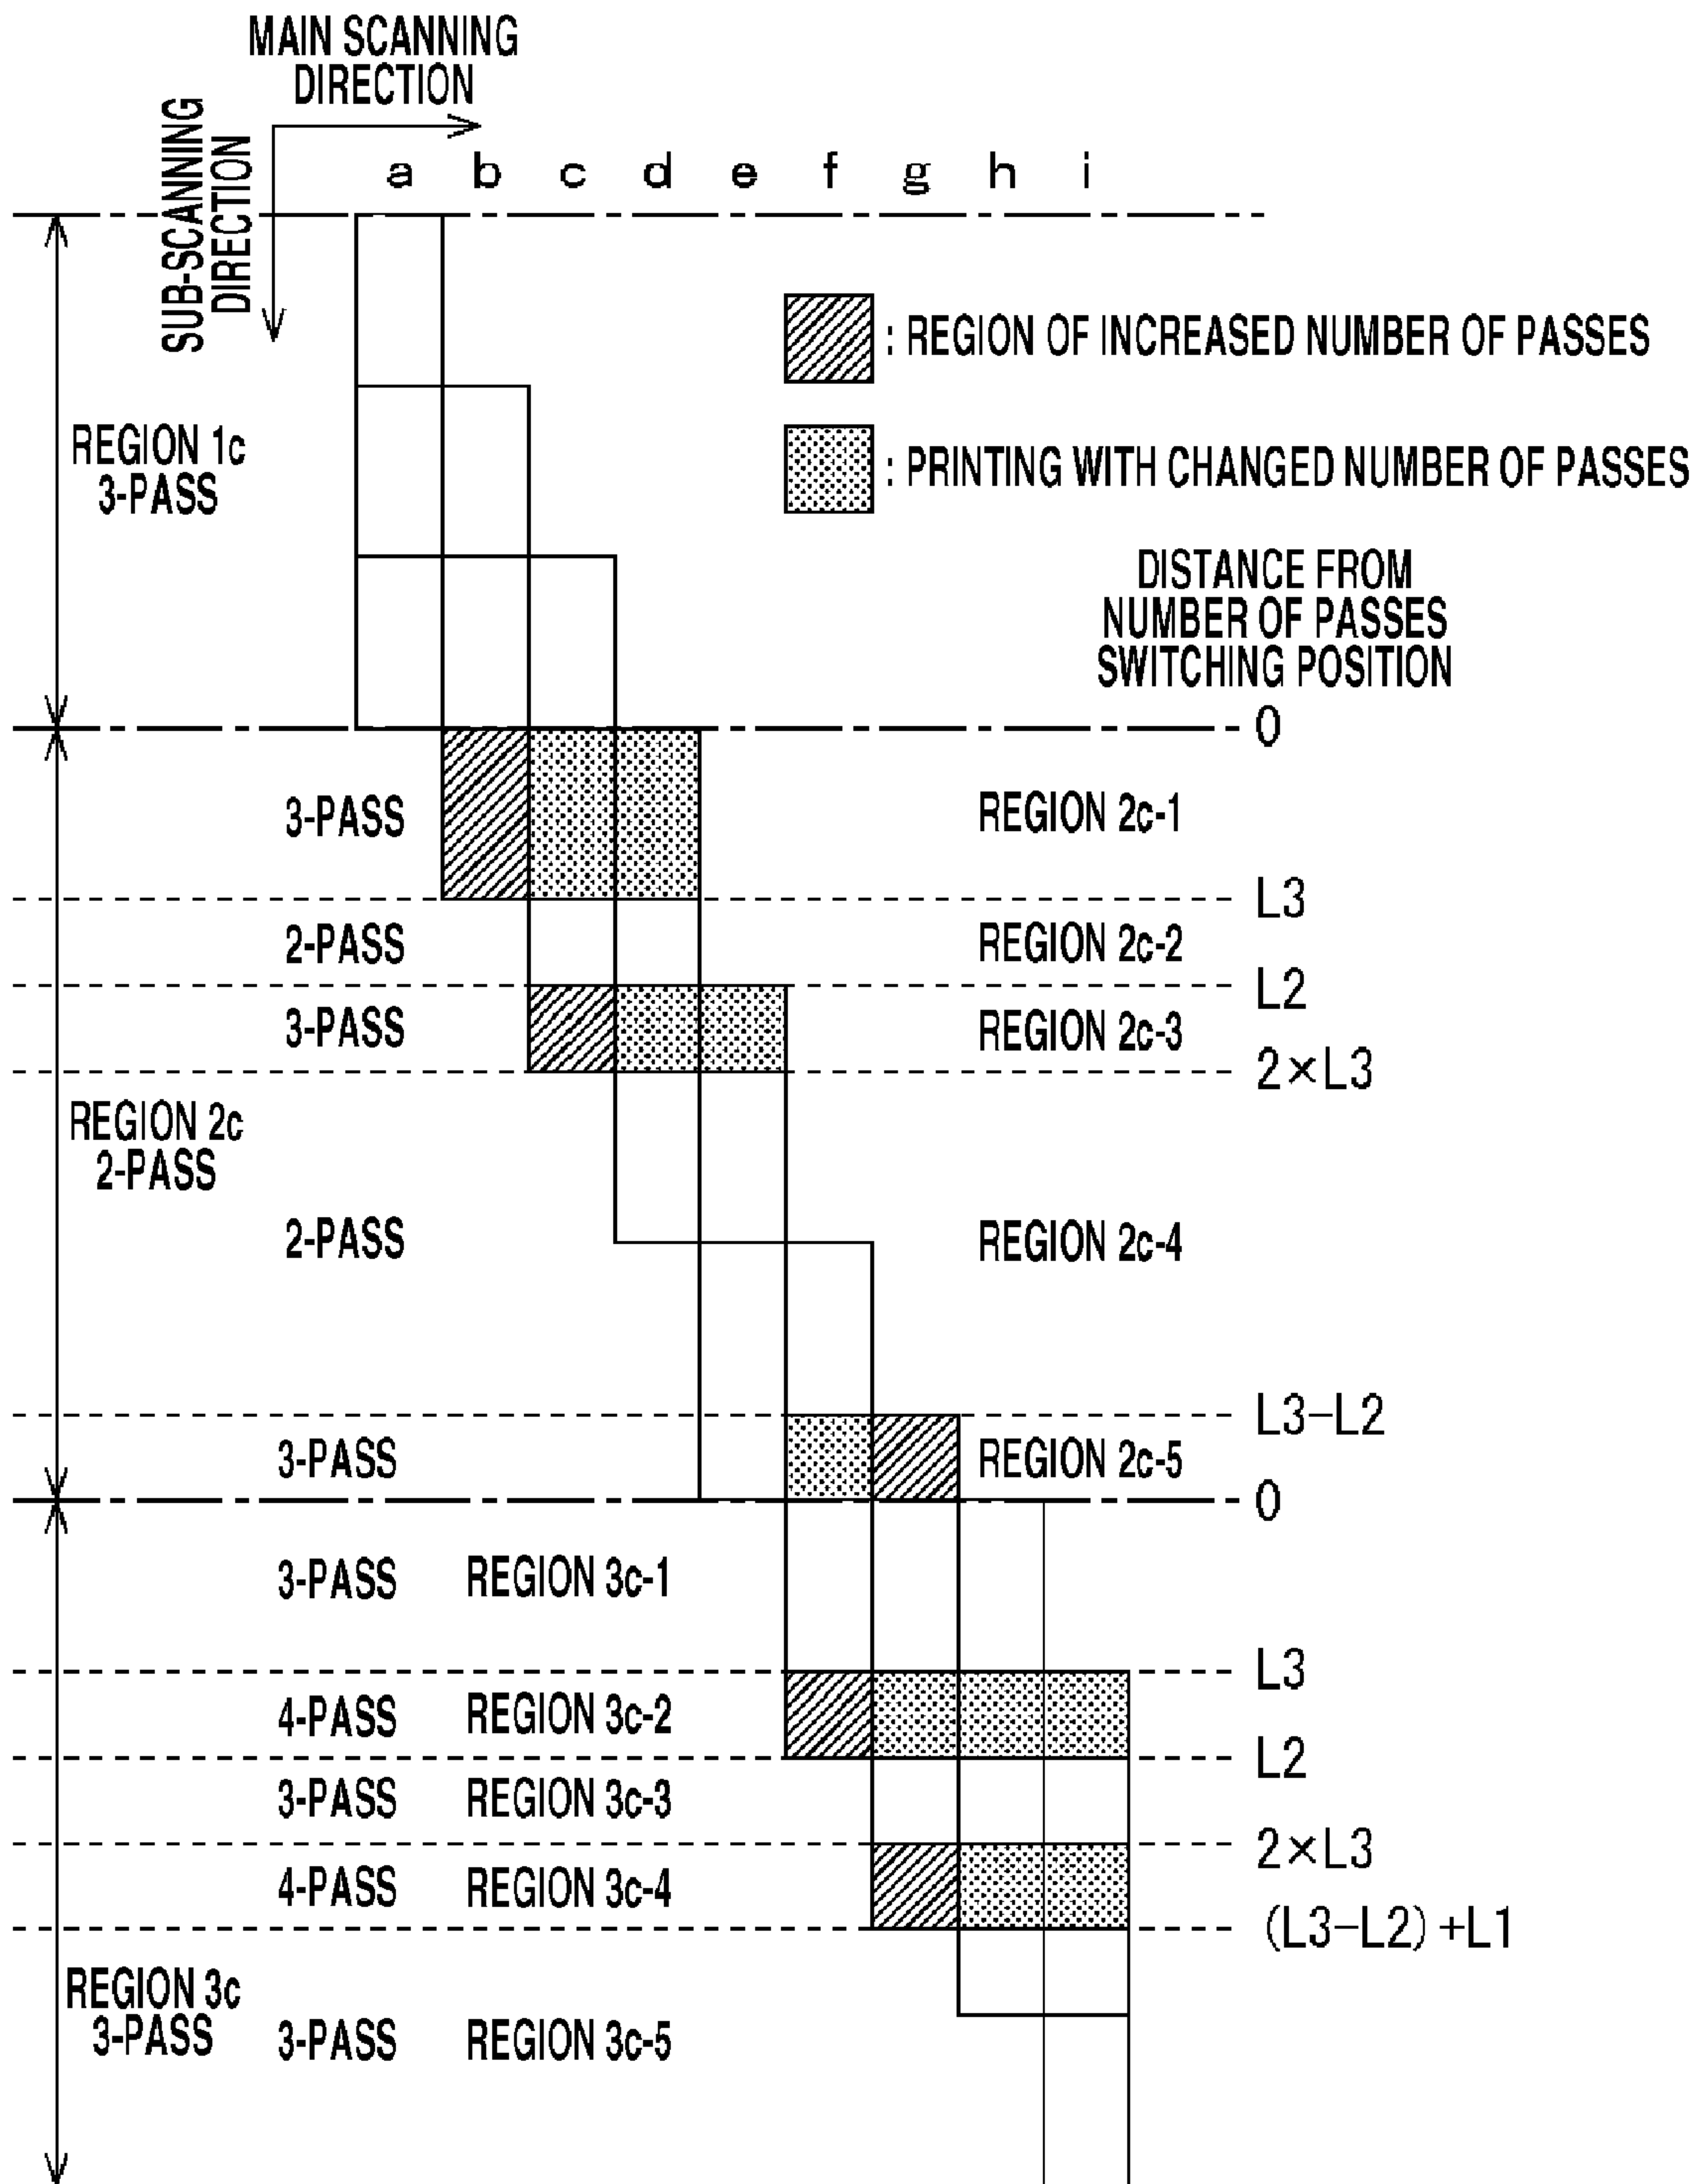 MAIN SCANNING
DIRECTION
SUB-SCANNING
DIRECTION
a b c d e f g h i
: REGION OF INCREASED NUMBER OF PASSES
: PRINTING WITH CHANGED NUMBER OF PASSES
REGION 1c
3-PASS
DISTANCE FROM
NUMBER OF PASSES
SWITCHING POSITION
0
3-PASS REGION 2c-1
L3
2-PASS REGION 2c-2
L2
3-PASS REGION 2c-3
2×L3
REGION 2c
2-PASS
2-PASS REGION 2c-4
L3-L2
3-PASS REGION 2c-5
0
3-PASS REGION 3c-1
L3
4-PASS REGION 3c-2
L2
3-PASS REGION 3c-3
2×L3
4-PASS REGION 3c-4
(L3-L2)+L1
REGION 3c
3-PASS
3-PASS REGION 3c-5